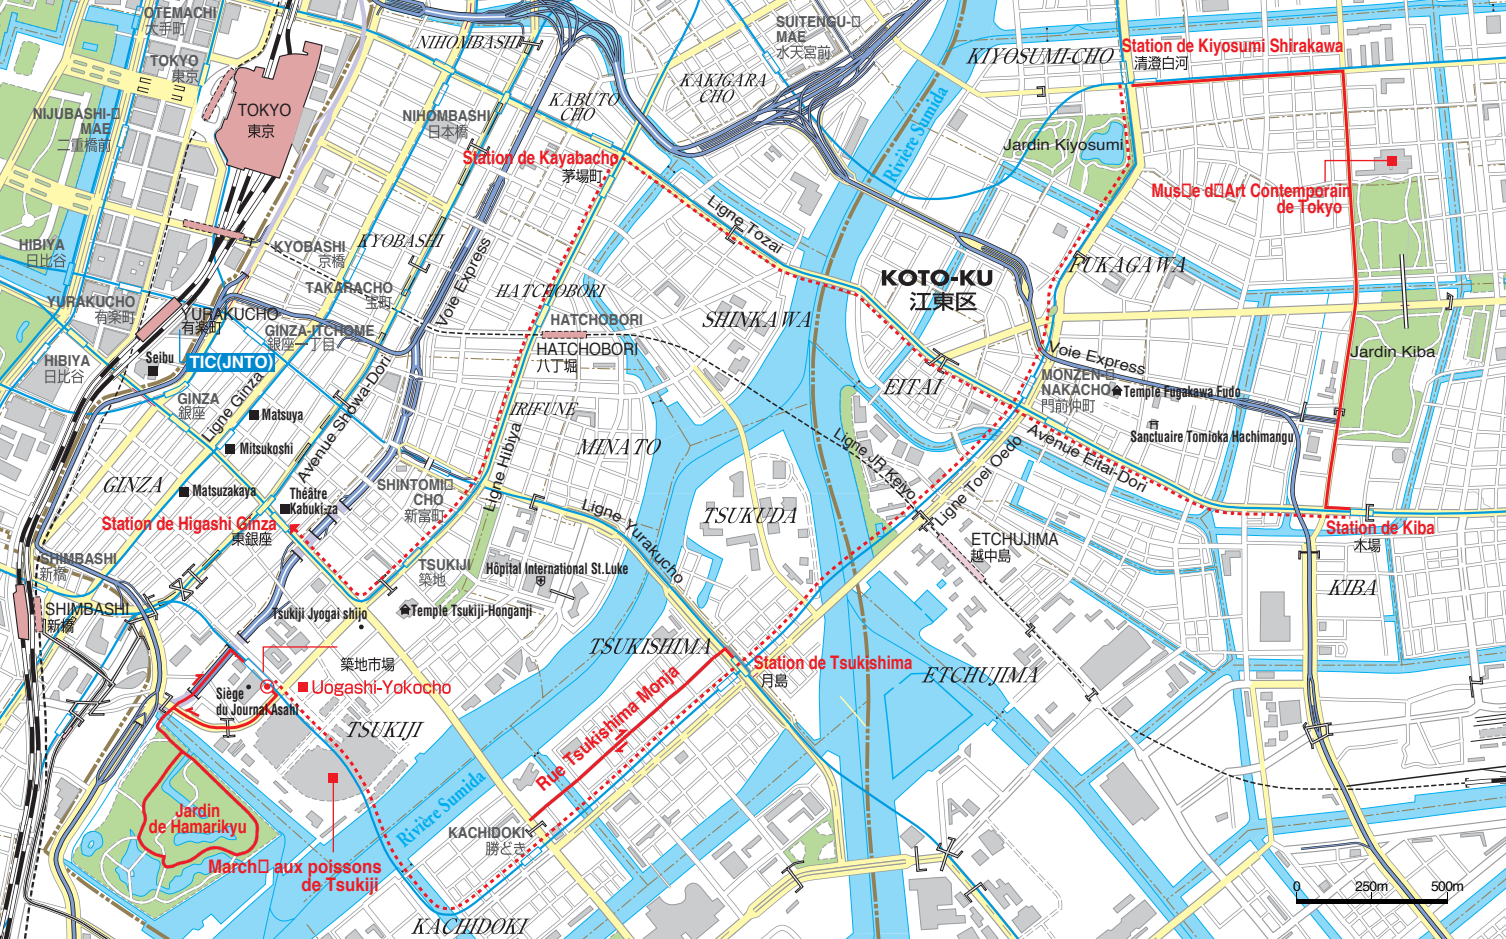 OTEMACHI
大手町
TOKYO
東京
NIJUBASHI-□
MAE
二重橋前
TOKYO
東京
NIHOMBASHI
NIHOMBASHI
日本橋
KABUTO
CHO
KAKIGARA
CHO
SUITENGU-□
MAE
水天宮前
KIYOSUMI-CHO
Station de Kiyosumi Shirakawa
清澄白河
Rivière Sumida
Jardin Kiyosumi
Station de Kayabacho
茅場町
Mus□e d□Art Contemporain
de Tokyo
Ligne Tozai
HIBIYA
日比谷
KYOBASHI
京橋
KYOBASHI
Voie Express
TAKARACHO
宝町
HATCHOBORI
KOTO-KU
江東区
FUKAGAWA
YURAKUCHO
有楽町
YURAKUCHO
有楽町
GINZA-ITCHOME
銀座一丁目
HATCHOBORI
HATCHOBORI
八丁堀
SHINKAWA
Voie Express
Jardin Kiba
HIBIYA
日比谷
Seibu
TIC(JNTO)
MONZEN-□
NAKACHO
門前仲町
Temple Fugakawa Fudo
EITAI
GINZA
銀座
Ligne Ginza
Matsuya
Avenue Showa-Dori
IRIFUNE
MINATO
Mitsukoshi
Ligne Hibiya
Ligne JR Keiyo
Ligne Toei Oedo
Avenue Eitai-Dori
Sanctuaire Tomioka Hachimangu
GINZA
Matsuzakaya
Théâtre
Kabuki-za
SHINTOMI□
CHO
新富町
Station de Higashi Ginza
東銀座
Ligne Yurakucho
TSUKUDA
Station de Kiba
木場
ETCHUJIMA
越中島
SHIMBASHI
新橋
TSUKIJI
築地
Hôpital International St.Luke
KIBA
SHIMBASHI
新橋
Tsukiji Jyogai shijo
Temple Tsukiji-Honganji
TSUKISHIMA
Station de Tsukishima
月島
ETCHUJIMA
築地市場
Siège
du Journal Asahi
Uogashi-Yokocho
TSUKIJI
Rue Tsukishima Monja
Rivière Sumida
Jardin
de Hamarikyu
KACHIDOKI
勝どき
March□ aux poissons
de Tsukiji
KACHIDOKI
0 250m 500m